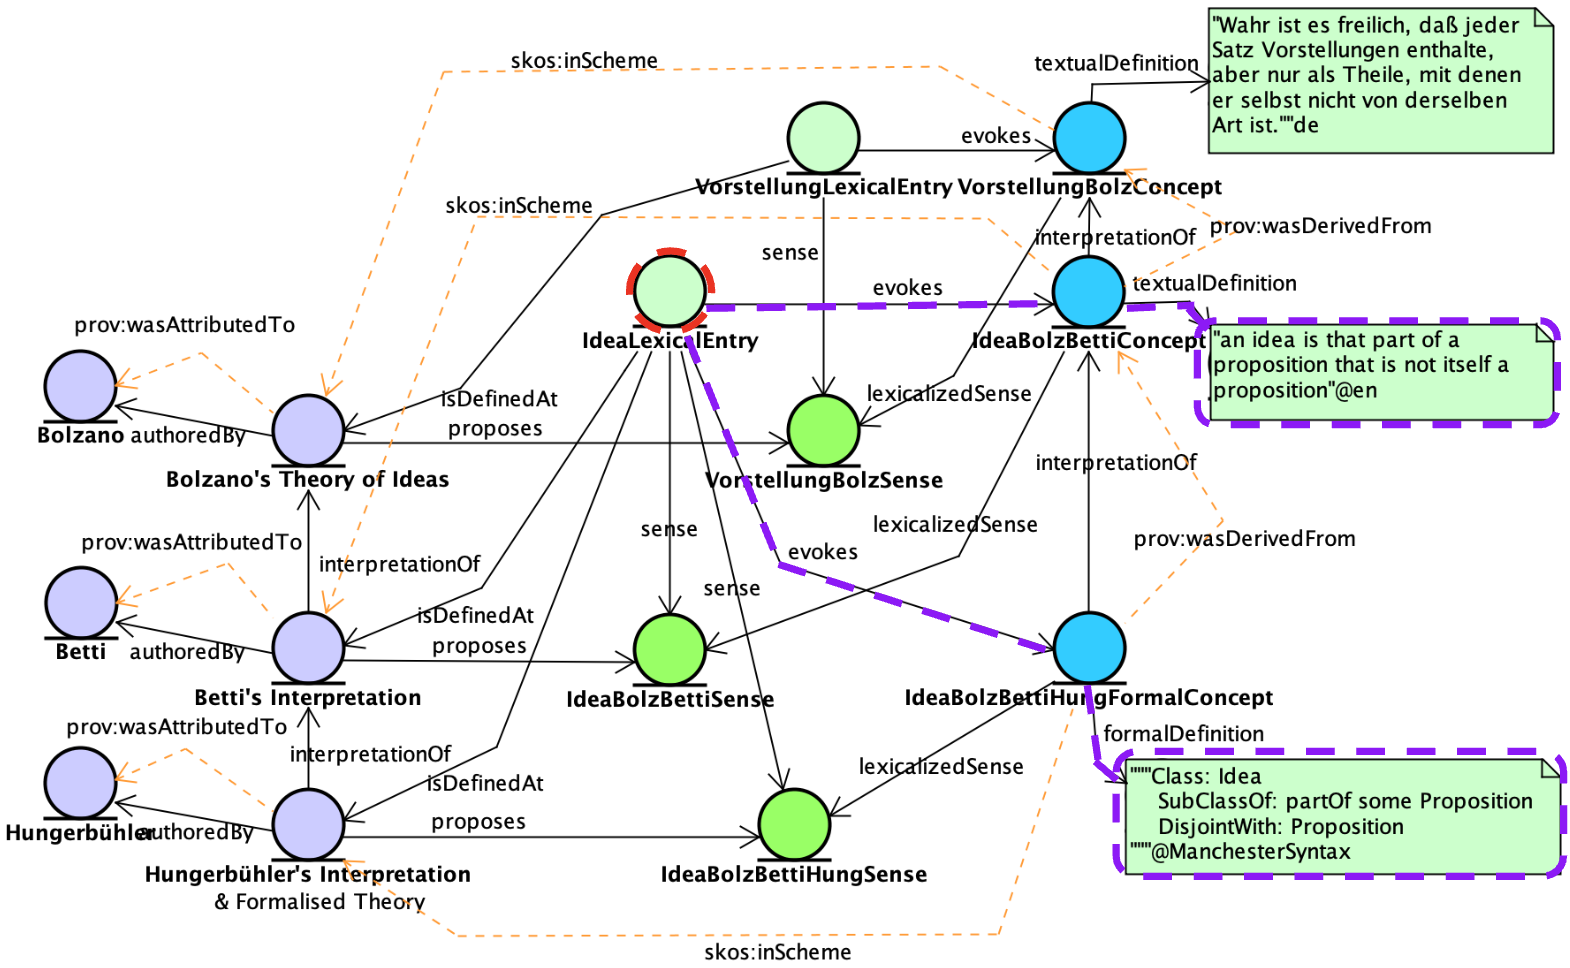 "Wahr ist es freilich, daß jeder
Satz Vorstellungen enthalte,
aber nur als Theile, mit denen
er selbst nicht von derselben
Art ist.""de
skos:inScheme
textualDefinition
evokes
VorstellungLexicalEntry
VorstellungBolzConcept
skos:inScheme
prov:wasDerivedFrom
interpretationOf
sense
evokes
textualDefinition
prov:wasAttributedTo
IdeaLexicalEntry
IdeaBolzBettiConcept
"an idea is that part of a
proposition that is not itself a
proposition"@en
isDefinedAt
lexicalizedSense
Bolzano
authoredBy
proposes
Bolzano's Theory of Ideas
VorstellungBolzSense
interpretationOf
sense
lexicalizedSense
prov:wasAttributedTo
interpretationOf
evokes
prov:wasDerivedFrom
sense
isDefinedAt
proposes
Betti
authoredBy
Betti's Interpretation
IdeaBolzBettiSense
IdeaBolzBettiHungFormalConcept
prov:wasAttributedTo
formalDefinition
interpretationOf
lexicalizedSense
isDefinedAt
"""Class: Idea
SubClassOf: partOf some Proposition
DisjointWith: Proposition
"""@ManchesterSyntax
proposes
Hungerbühler
authoredBy
Hungerbühler's Interpretation
& Formalised Theory
IdeaBolzBettiHungSense
skos:inScheme